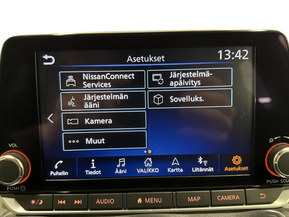 Asetukset
13:42
NissanConnect
Services
Järjestelmä-
päivitys
Järjestelmän
ääni
Sovelluks.
Kamera
Muut
Puhelin
Tiedot
Ääni
VALIKKO
Kartta
Liitännät
Asetukset
VOL
PUSH
SOUND
AUDIO
MENU
MAP
CAMERA